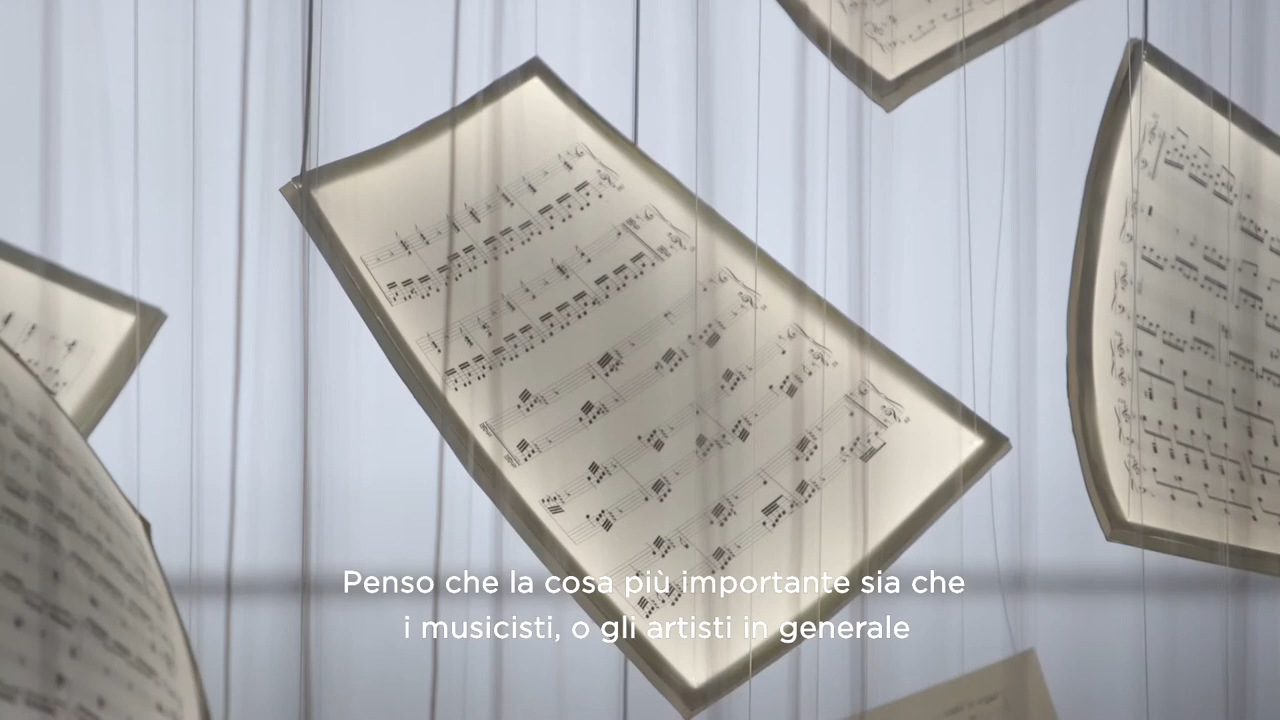 Penso che la cosa più importante sia che
i musicisti, o gli artisti in generale